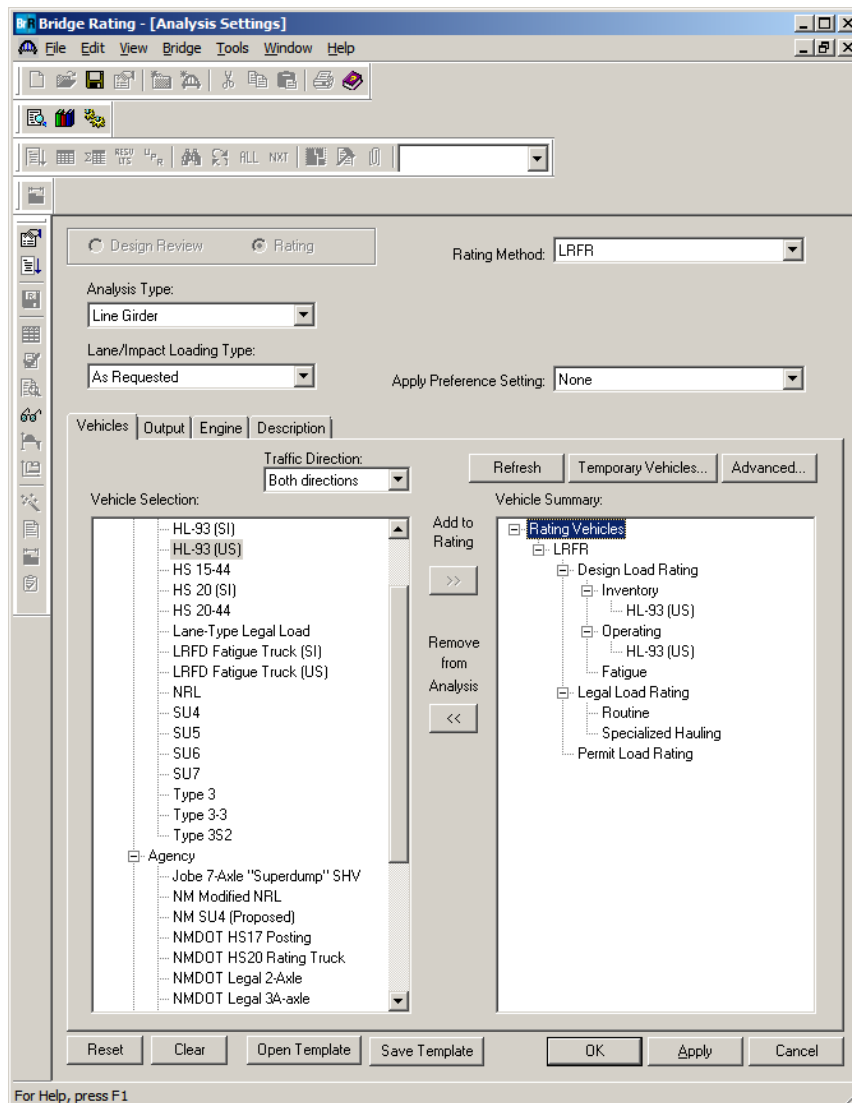 BrR Bridge Rating - [Analysis Settings]
File Edit View Bridge Tools Window Help
ALL NXT
Design Review Rating
Rating Method: LRFR
Analysis Type:
Line Girder
Lane/Impact Loading Type:
As Requested
Apply Preference Setting: None
Vehicles Output Engine Description
Traffic Direction:
Both directions
Refresh Temporary Vehicles... Advanced...
Vehicle Selection:
HL-93 (SI)
HL-93 (US)
HS 15-44
HS 20 (SI)
HS 20-44
Lane-Type Legal Load
LRFD Fatigue Truck (SI)
LRFD Fatigue Truck (US)
NRL
SU4
SU5
SU6
SU7
Type 3
Type 3-3
Type 3S2
Agency
Jobe 7-Axle "Superdump" SHV
NM Modified NRL
NM SU4 (Proposed)
NMDOT HS17 Posting
NMDOT HS20 Rating Truck
NMDOT Legal 2-Axle
NMDOT Legal 3A-axle
Add to
Rating
>>
Remove
from
Analysis
<<
Vehicle Summary:
Rating Vehicles
LRFR
Design Load Rating
Inventory
HL-93 (US)
Operating
HL-93 (US)
Fatigue
Legal Load Rating
Routine
Specialized Hauling
Permit Load Rating
Reset Clear Open Template Save Template OK Apply Cancel
For Help, press F1